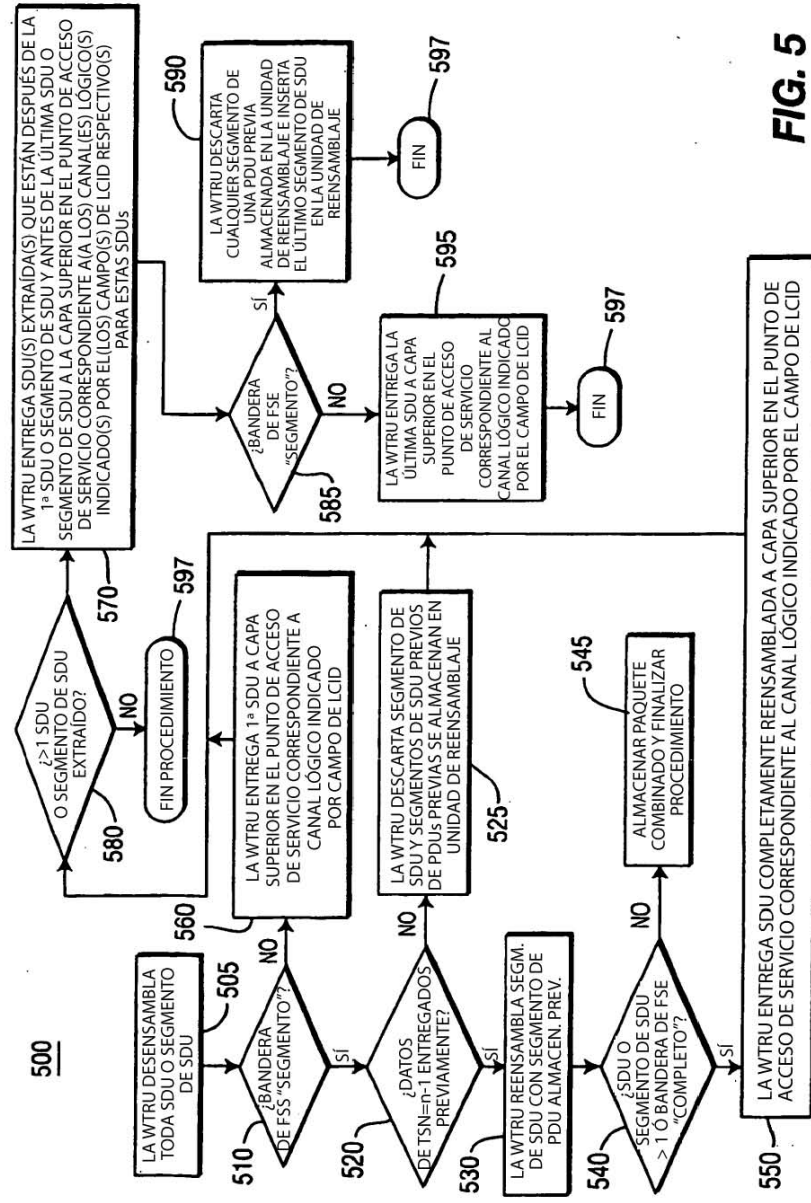 500
LA WTRU DESENSAMBLA
TODA SDU O SEGMENTO
DE SDU
505
¿BANDERA
DE FSS "SEGMENTO"?
510
NO
SÍ
560
LA WTRU ENTREGA 1ª SDU A CAPA
SUPERIOR EN EL PUNTO DE ACCESO
DE SERVICIO CORRESPONDIENTE A
CANAL LÓGICO INDICADO
POR CAMPO DE LCID
¿DATOS
DE TSN=n-1 ENTREGADOS
PREVIAMENTE?
520
NO
SÍ
LA WTRU DESCARTA SEGMENTO DE
SDU Y SEGMENTOS DE SDU PREVIOS
DE PDUs PREVIAS SE ALMACENAN EN
UNIDAD DE REENSAMBLAJE
525
LA WTRU REENSAMBLA SEGM.
DE SDU CON SEGMENTO DE
PDU ALMACEN. PREV.
530
¿SDU O
SEGMENTO DE SDU
> 1 Ó BANDERA DE FSE
"COMPLETO"?
540
NO
SÍ
545
ALMACENAR PAQUETE
COMBINADO Y FINALIZAR
PROCEDIMIENTO
LA WTRU ENTREGA SDU COMPLETAMENTE REENSAMBLADA A CAPA SUPERIOR EN EL PUNTO DE
ACCESO DE SERVICIO CORRESPONDIENTE AL CANAL LÓGICO INDICADO POR EL CAMPO DE LCID
550
¿>1 SDU
O SEGMENTO DE SDU
EXTRAÍDO?
580
NO
FIN PROCEDIMIENTO
597
LA WTRU ENTREGA SDU(S) EXTRAÍDA(S) QUE ESTÁN DESPUÉS DE LA
1ª SDU O SEGMENTO DE SDU Y ANTES DE LA ÚLTIMA SDU O
SEGMENTO DE SDU A LA CAPA SUPERIOR EN EL PUNTO DE ACCESO
DE SERVICIO CORRESPONDIENTE A(A LOS) CANAL(ES) LÓGICO(S)
INDICADO(S) POR EL(LOS) CAMPO(S) DE LCID RESPECTIVO(S)
PARA ESTAS SDUs
570
¿BANDERA
DE FSE
"SEGMENTO"?
585
SÍ
NO
LA WTRU DESCARTA
CUALQUIER SEGMENTO DE
UNA PDU PREVIA
ALMACENADA EN LA UNIDAD
DE REENSAMBLAJE E INSERTA
EL ÚLTIMO SEGMENTO DE SDU
EN LA UNIDAD DE
REENSAMBLAJE
590
FIN
597
LA WTRU ENTREGA LA
ÚLTIMA SDU A CAPA
SUPERIOR EN EL
PUNTO DE ACCESO
DE SERVICIO
CORRESPONDIENTE AL
CANAL LÓGICO INDICADO
POR EL CAMPO DE LCID
595
FIN
597
FIG. 5